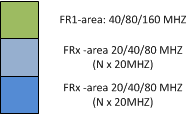 FR1-area: 40/80/160 MHZ
FRx -area 20/40/80 MHZ
(N x 20MHZ)
FRx -area 20/40/80 MHZ
(N x 20MHZ)